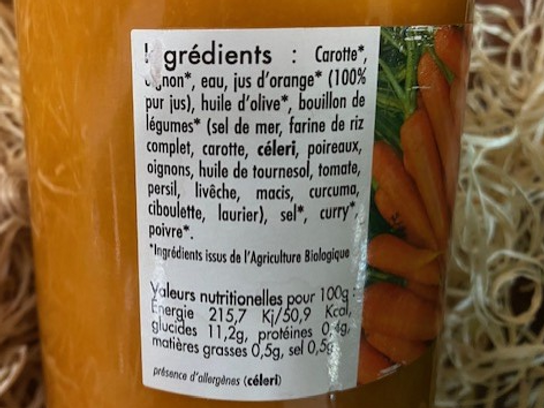 Ingrédients : Carotte*,
oignon*, eau, jus d'orange* (100%
pur jus), huile d'olive*, bouillon de
légumes* (sel de mer, farine de riz
complet, carotte, céleri, poireaux,
oignons, huile de tournesol, tomate,
persil, livêche, macis, curcuma,
ciboulette, laurier), sel*, curry*,
poivre*.
*Ingrédients issus de l'Agriculture Biologique
Valeurs nutritionelles pour 100g :
Energie 215,7 Kj/50,9 Kcal,
glucides 11,2g, protéines 0,4g,
matières grasses 0,5g, sel 0,5g
présence d'allergènes (céleri)